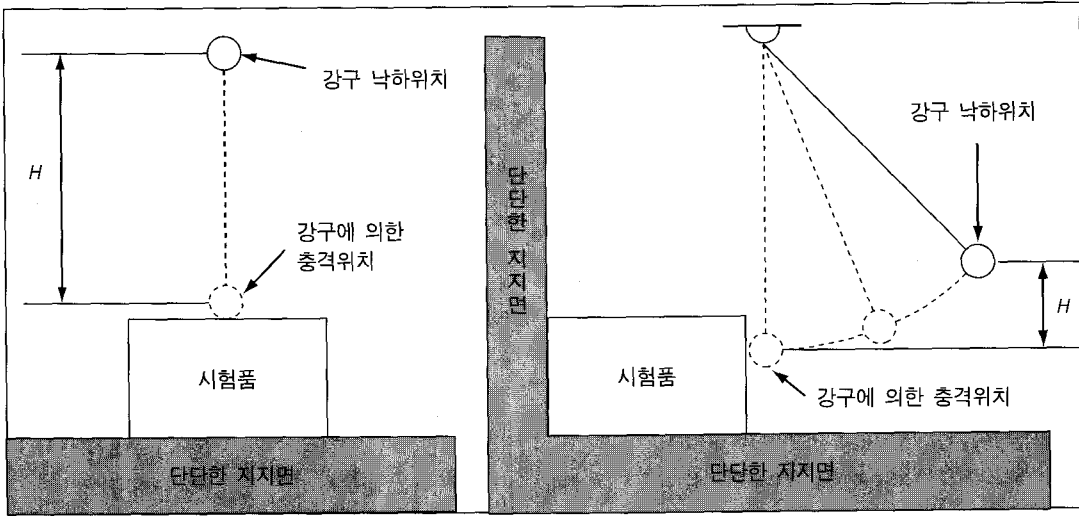 강구 낙하위치
H
강구에 의한
충격위치
시험품
단단한 지지면
단단한 지지면
강구 낙하위치
H
시험품
강구에 의한 충격위치
단단한 지지면